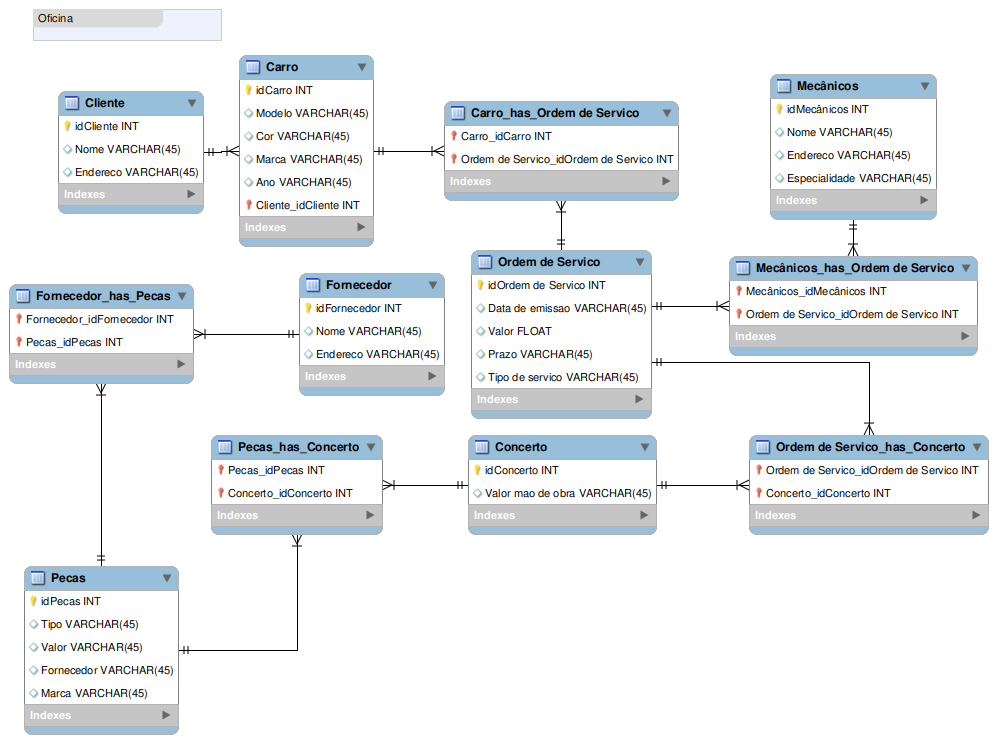 Oficina
Cliente
idCliente INT
Nome VARCHAR(45)
Endereco VARCHAR(45)
Indexes
Carro
idCarro INT
Modelo VARCHAR(45)
Cor VARCHAR(45)
Marca VARCHAR(45)
Ano VARCHAR(45)
Cliente_idCliente INT
Indexes
Carro_has_Ordem de Servico
Carro_idCarro INT
Ordem de Servico_idOrdem de Servico INT
Indexes
Mecânicos
idMecânicos INT
Nome VARCHAR(45)
Endereco VARCHAR(45)
Especialidade VARCHAR(45)
Indexes
Fornecedor_has_Pecas
Fornecedor_idFornecedor INT
Pecas_idPecas INT
Indexes
Fornecedor
idFornecedor INT
Nome VARCHAR(45)
Endereco VARCHAR(45)
Indexes
Ordem de Servico
idOrdem de Servico INT
Data de emissao VARCHAR(45)
Valor FLOAT
Prazo VARCHAR(45)
Tipo de servico VARCHAR(45)
Indexes
Mecânicos_has_Ordem de Servico
Mecânicos_idMecânicos INT
Ordem de Servico_idOrdem de Servico INT
Indexes
Pecas_has_Concerto
Pecas_idPecas INT
Concerto_idConcerto INT
Indexes
Concerto
idConcerto INT
Valor mao de obra VARCHAR(45)
Indexes
Ordem de Servico_has_Concerto
Ordem de Servico_idOrdem de Servico INT
Concerto_idConcerto INT
Indexes
Pecas
idPecas INT
Tipo VARCHAR(45)
Valor VARCHAR(45)
Fornecedor VARCHAR(45)
Marca VARCHAR(45)
Indexes